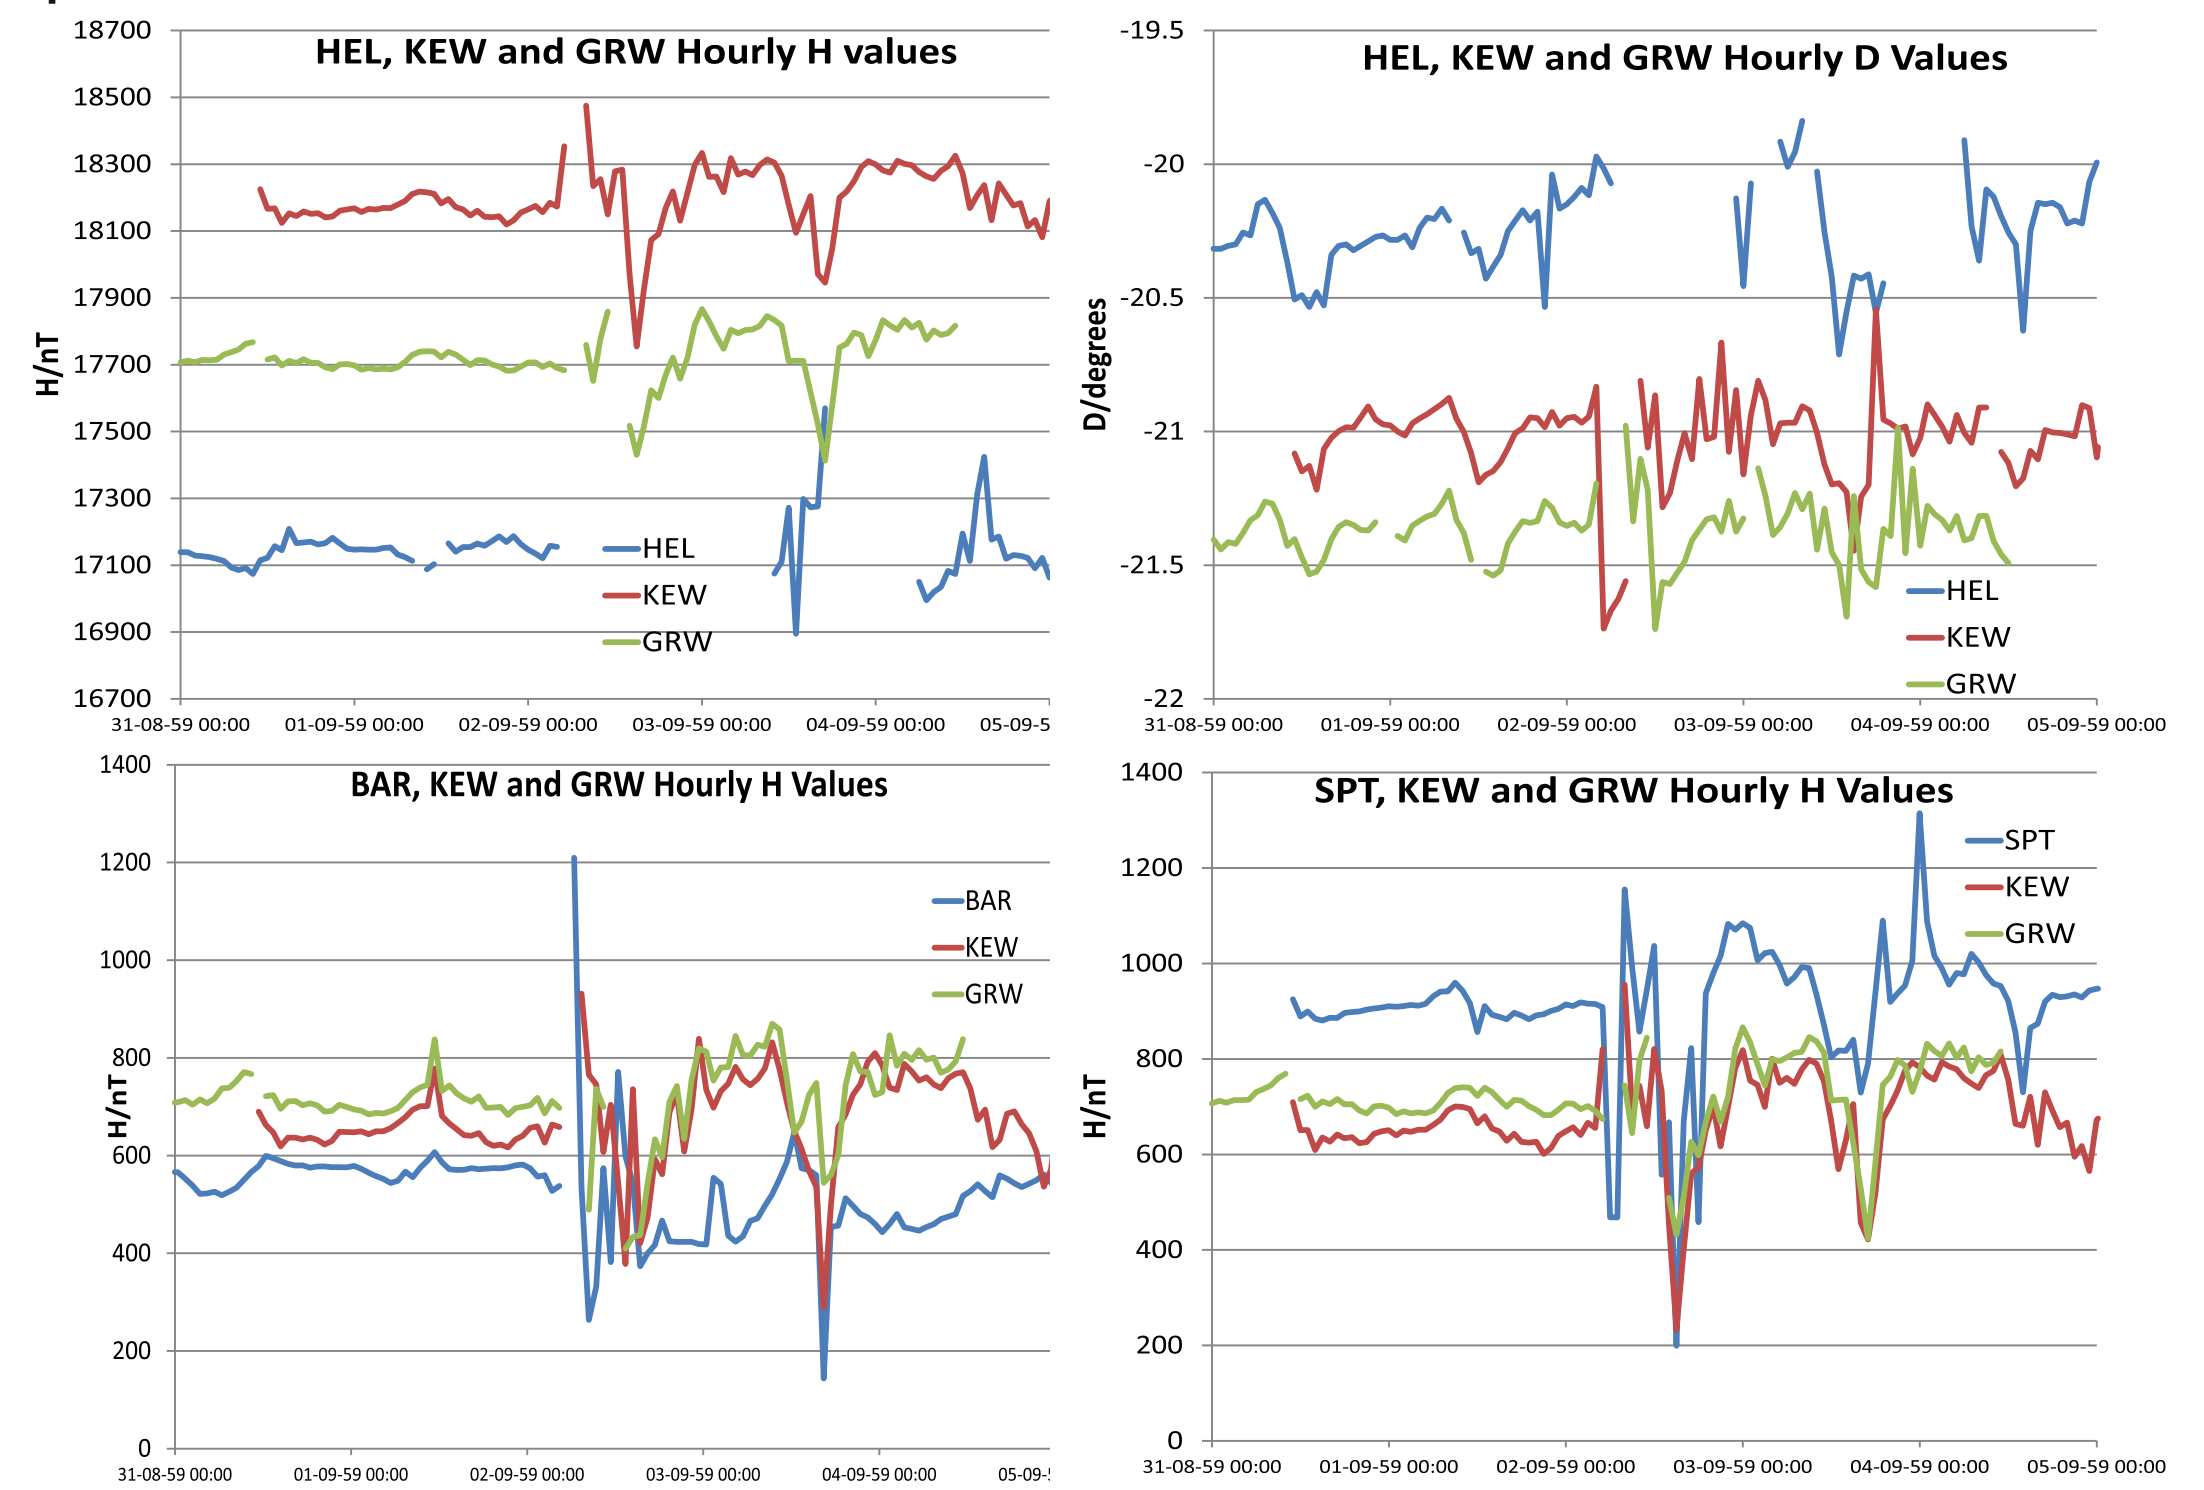 HEL, KEW and GRW Hourly H values
18700
18500
18300
18100
17900
17700
17500
17300
17100
16900
16700
H/nT
HEL
KEW
GRW
31-08-59 00:00 01-09-59 00:00 02-09-59 00:00 03-09-59 00:00 04-09-59 00:00 05-09-5
HEL, KEW and GRW Hourly D Values
-19.5
-20
-20.5
-21
-21.5
-22
D/degrees
HEL
KEW
GRW
31-08-59 00:00 01-09-59 00:00 02-09-59 00:00 03-09-59 00:00 04-09-59 00:00 05-09-59 00:00
BAR, KEW and GRW Hourly H Values
1400
1200
1000
800
600
400
200
0
H/nT
BAR
KEW
GRW
31-08-59 00:00 01-09-59 00:00 02-09-59 00:00 03-09-59 00:00 04-09-59 00:00 05-09-
SPT, KEW and GRW Hourly H Values
1400
1200
1000
800
600
400
200
0
H/nT
SPT
KEW
GRW
31-08-59 00:00 01-09-59 00:00 02-09-59 00:00 03-09-59 00:00 04-09-59 00:00 05-09-59 00:00